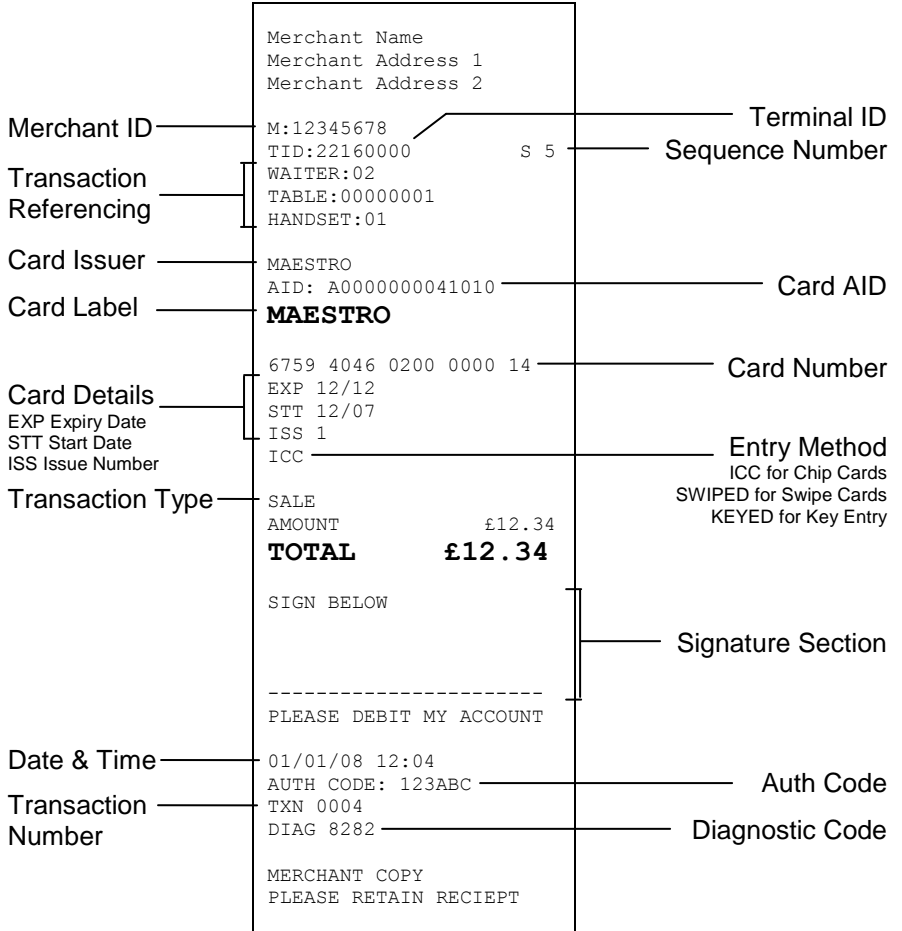 Merchant Name
Merchant Address 1
Merchant Address 2
Merchant ID
M:12345678
Terminal ID
TID:22160000 S 5
Sequence Number
Transaction
Referencing
WAITER:02
TABLE:00000001
HANDSET:01
Card Issuer
MAESTRO
AID: A0000000041010
Card AID
Card Label
MAESTRO
6759 4046 0200 0000 14
Card Number
Card Details
EXP Expiry Date
STT Start Date
ISS Issue Number
EXP 12/12
STT 12/07
ISS 1
ICC
Entry Method
ICC for Chip Cards
SWIPED for Swipe Cards
KEYED for Key Entry
Transaction Type
SALE
AMOUNT £12.34
TOTAL £12.34
SIGN BELOW
Signature Section
-----------------------
PLEASE DEBIT MY ACCOUNT
Date & Time
01/01/08 12:04
AUTH CODE: 123ABC
Auth Code
Transaction
Number
TXN 0004
DIAG 8282
Diagnostic Code
MERCHANT COPY
PLEASE RETAIN RECIEPT